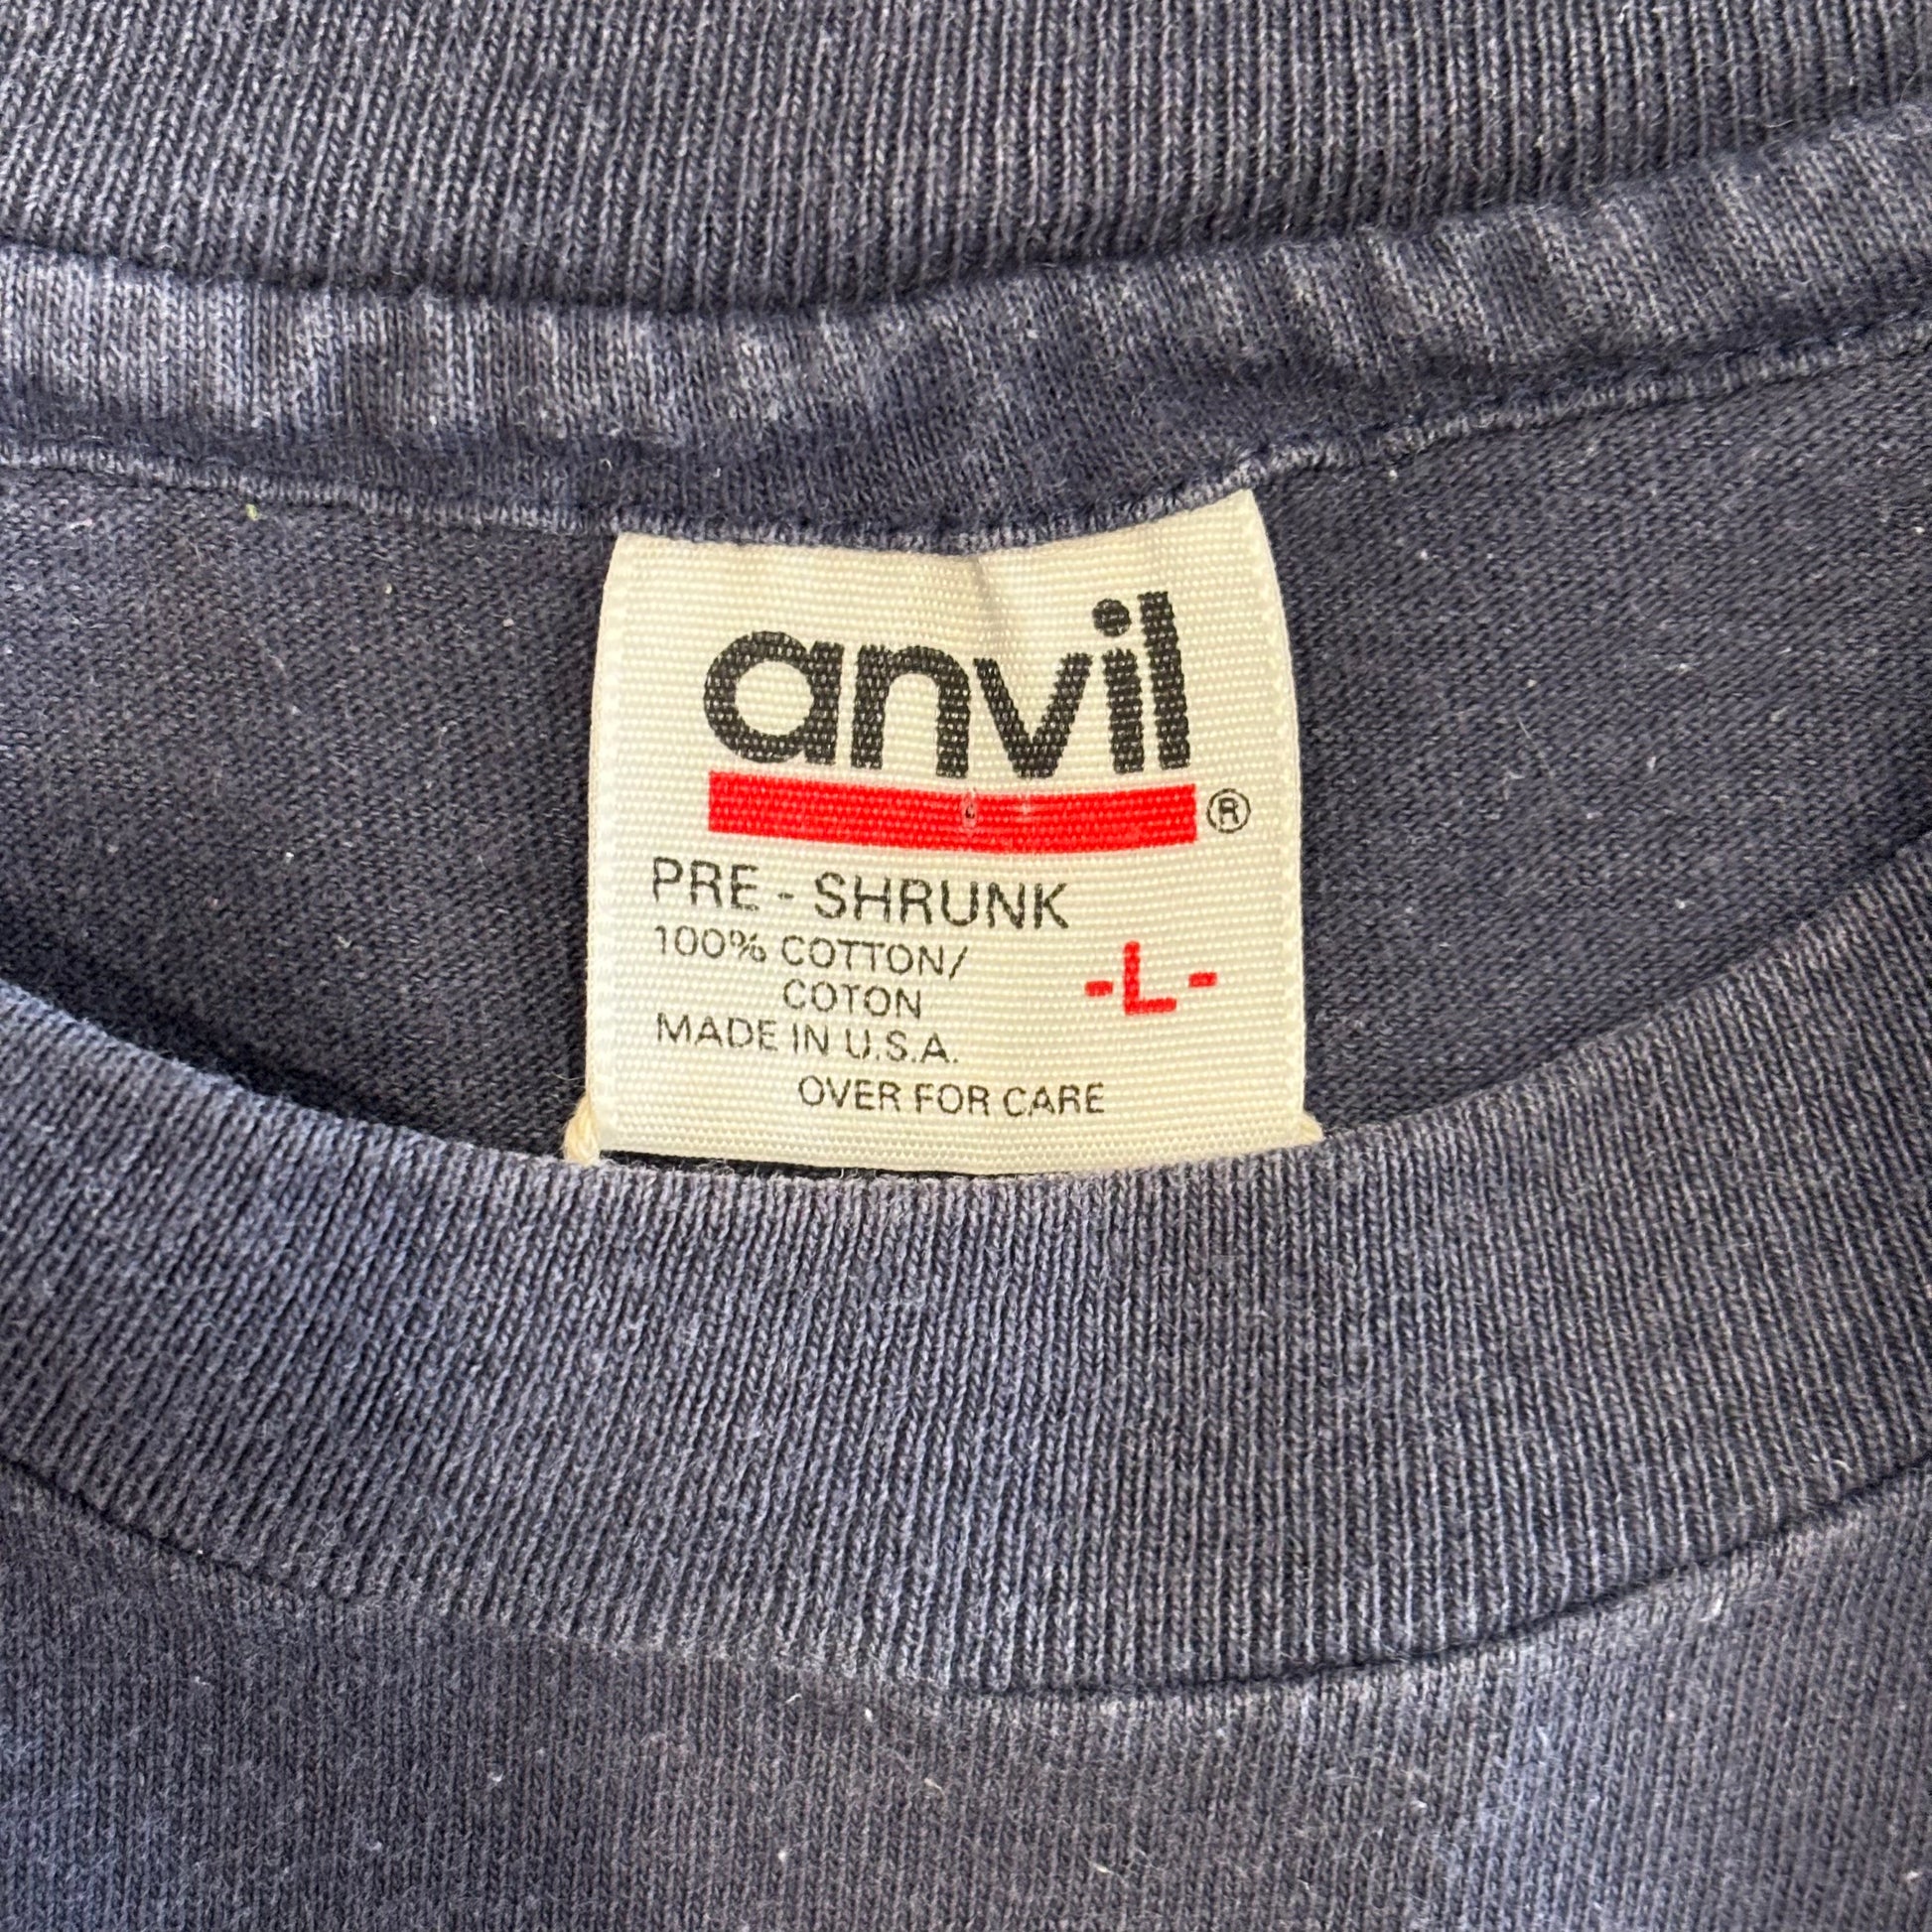 anvil ®
PRE - SHRUNK
100% COTTON/
COTON
-L-
MADE IN U.S.A.
OVER FOR CARE